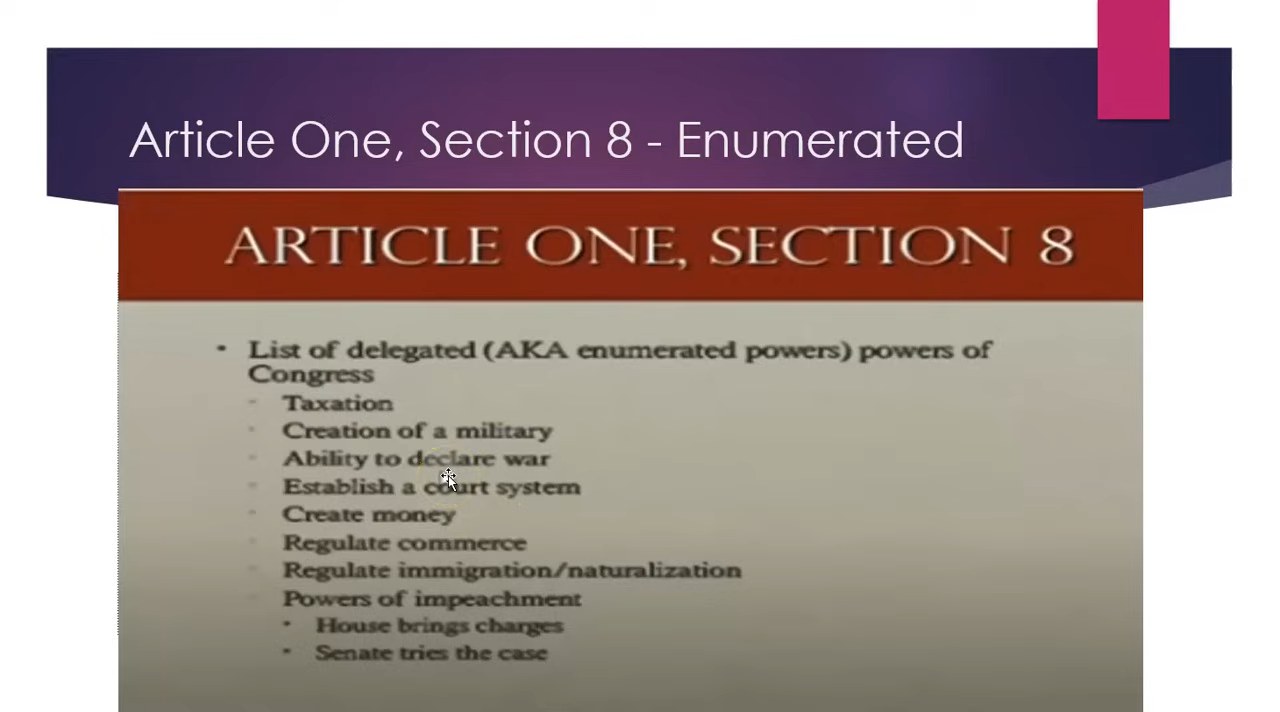 Article One, Section 8 - Enumerated
ARTICLE ONE, SECTION 8
• List of delegated (AKA enumerated powers) powers of
Congress
- Taxation
- Creation of a military
- Ability to declare war
- Establish a court system
- Create money
- Regulate commerce
- Regulate immigration/naturalization
- Powers of impeachment
• House brings charges
• Senate tries the case